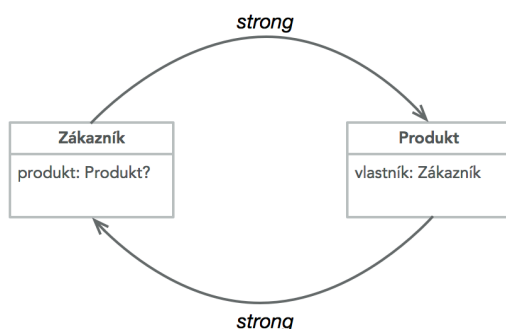 strong
Zákazník
produkt: Produkt?
Produkt
vlastník: Zákazník
strong